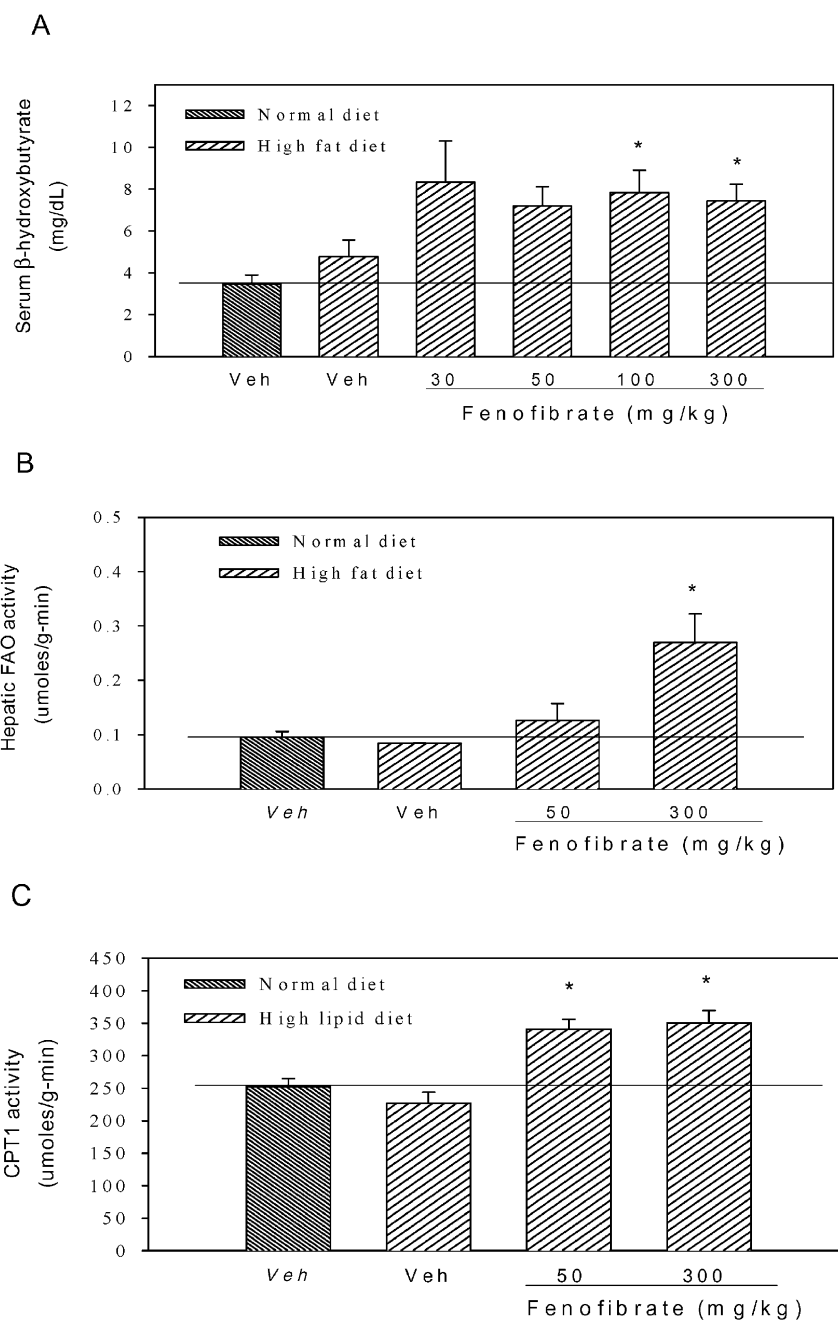 A
Serum β-hydroxybutyrate
(mg/dL)
12
10
8
6
4
2
0
Normal diet
High fat diet
*
*
Veh Veh 30 50 100 300
Fenofibrate (mg/kg)
B
Hepatic FAO activity
(umoles/g-min)
0.5
0.4
0.3
0.2
0.1
0.0
Normal diet
High fat diet
*
Veh Veh 50 300
Fenofibrate (mg/kg)
C
CPT1 activity
(umoles/g-min)
450
400
350
300
250
200
150
100
50
0
Normal diet
High lipid diet
*
*
Veh Veh 50 300
Fenofibrate (mg/kg)